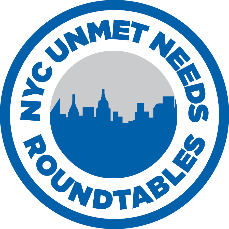 NYC UNMET NEEDS
ROUNDTABLES